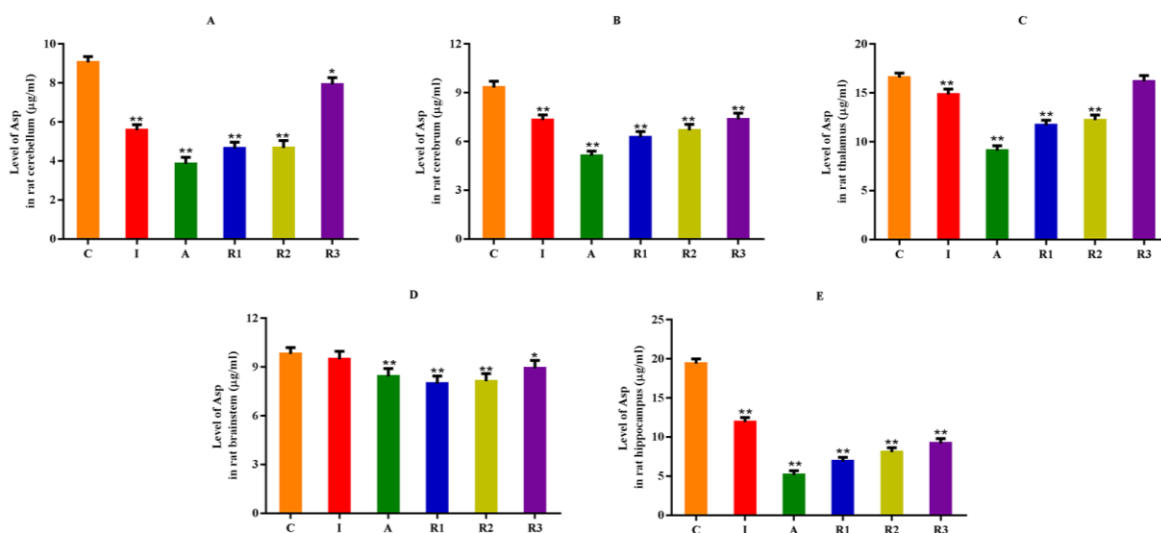 A
Level of Asp
in rat cerebellum (μg/ml)
10
8
6
4
2
0
**
**
**
**
*
C I A R1 R2 R3
B
Level of Asp
in rat cerebrum (μg/ml)
12
9
6
3
0
**
**
**
**
**
C I A R1 R2 R3
C
Level of Asp
in rat thalamus (μg/ml)
20
15
10
5
0
**
**
**
**
C I A R1 R2 R3
D
Level of Asp
in rat brainstem (μg/ml)
12
9
6
3
0
**
**
**
*
C I A R1 R2 R3
E
Level of Asp
in rat hippocampus (μg/ml)
25
20
15
10
5
0
**
**
**
**
**
C I A R1 R2 R3